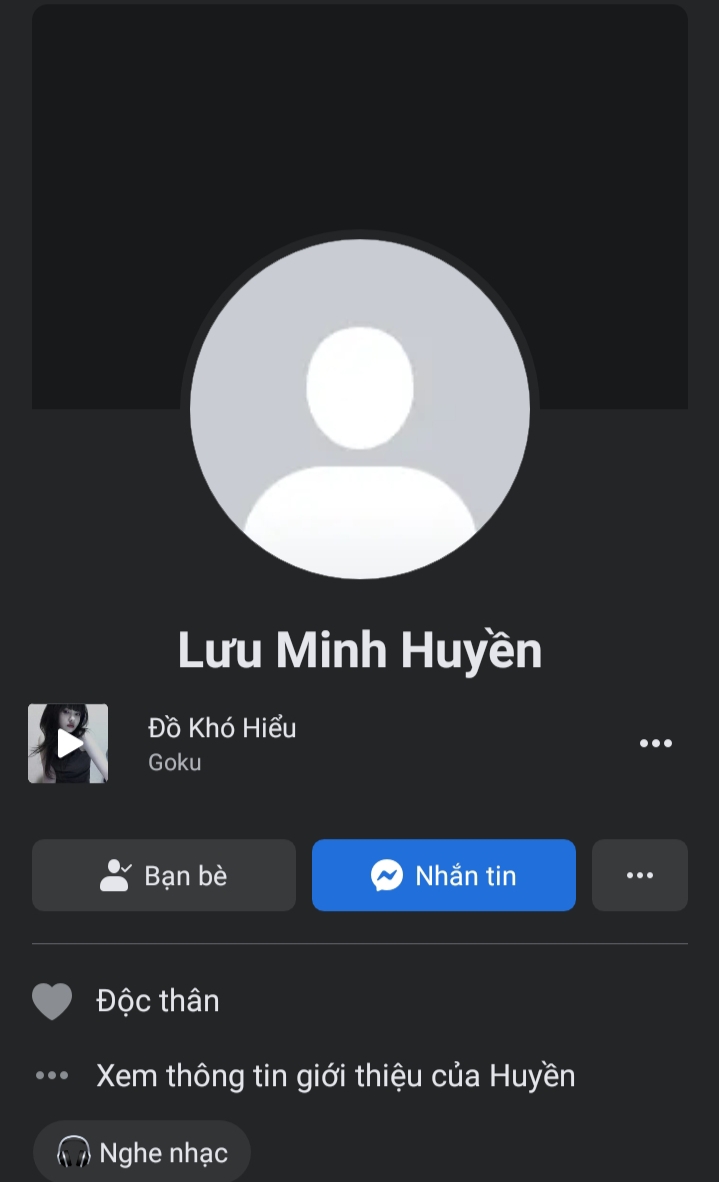 Lưu Minh Huyền
Đồ Khó Hiểu
Goku
Bạn bè
Nhắn tin
Độc thân
Xem thông tin giới thiệu của Huyền
Nghe nhạc